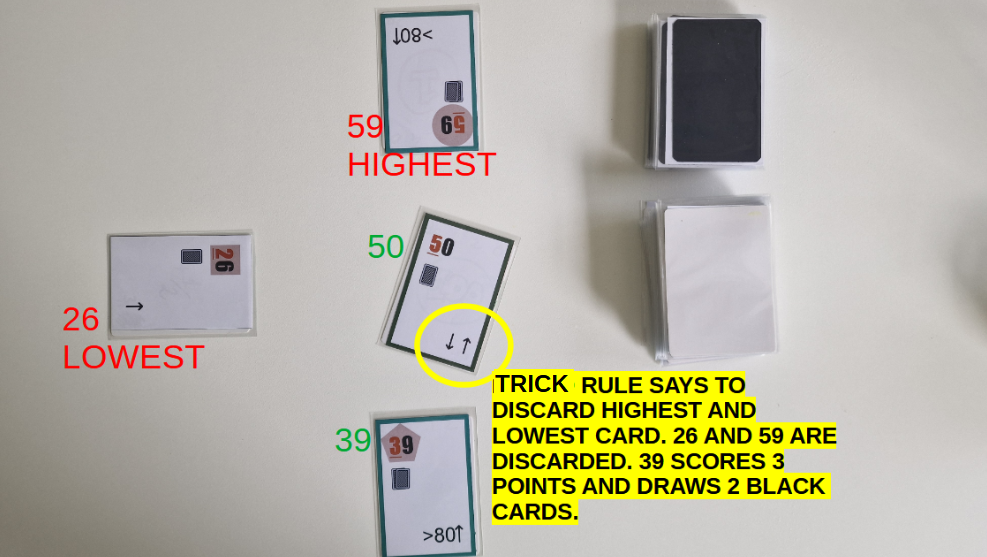 >80↑
59
59
HIGHEST
50
50
26
26
LOWEST
→
↓↑
TRICK RULE SAYS TO
DISCARD HIGHEST AND
LOWEST CARD. 26 AND 59 ARE
DISCARDED. 39 SCORES 3
POINTS AND DRAWS 2 BLACK
CARDS.
39
39
>80↑